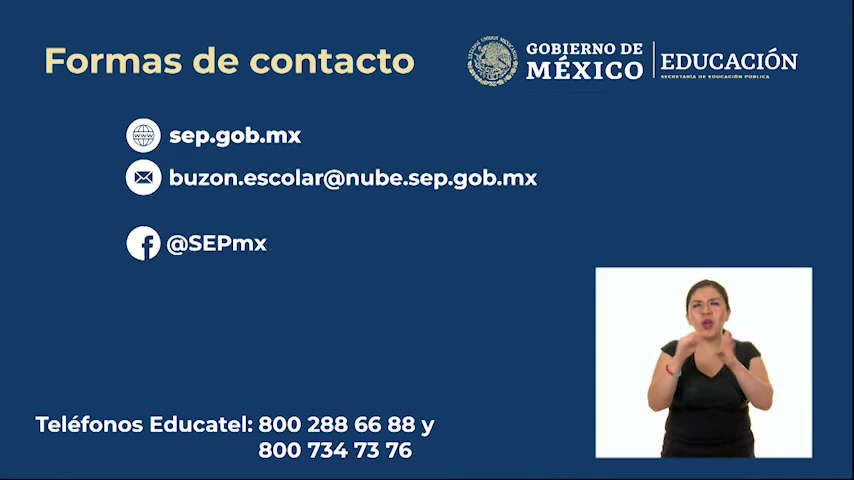 Formas de contacto
GOBIERNO DE
MÉXICO
EDUCACIÓN
SECRETARÍA DE EDUCACIÓN PÚBLICA
www
sep.gob.mx
buzon.escolar@nube.sep.gob.mx
@SEPmx
Teléfonos Educatel: 800 288 66 88 y
800 734 73 76